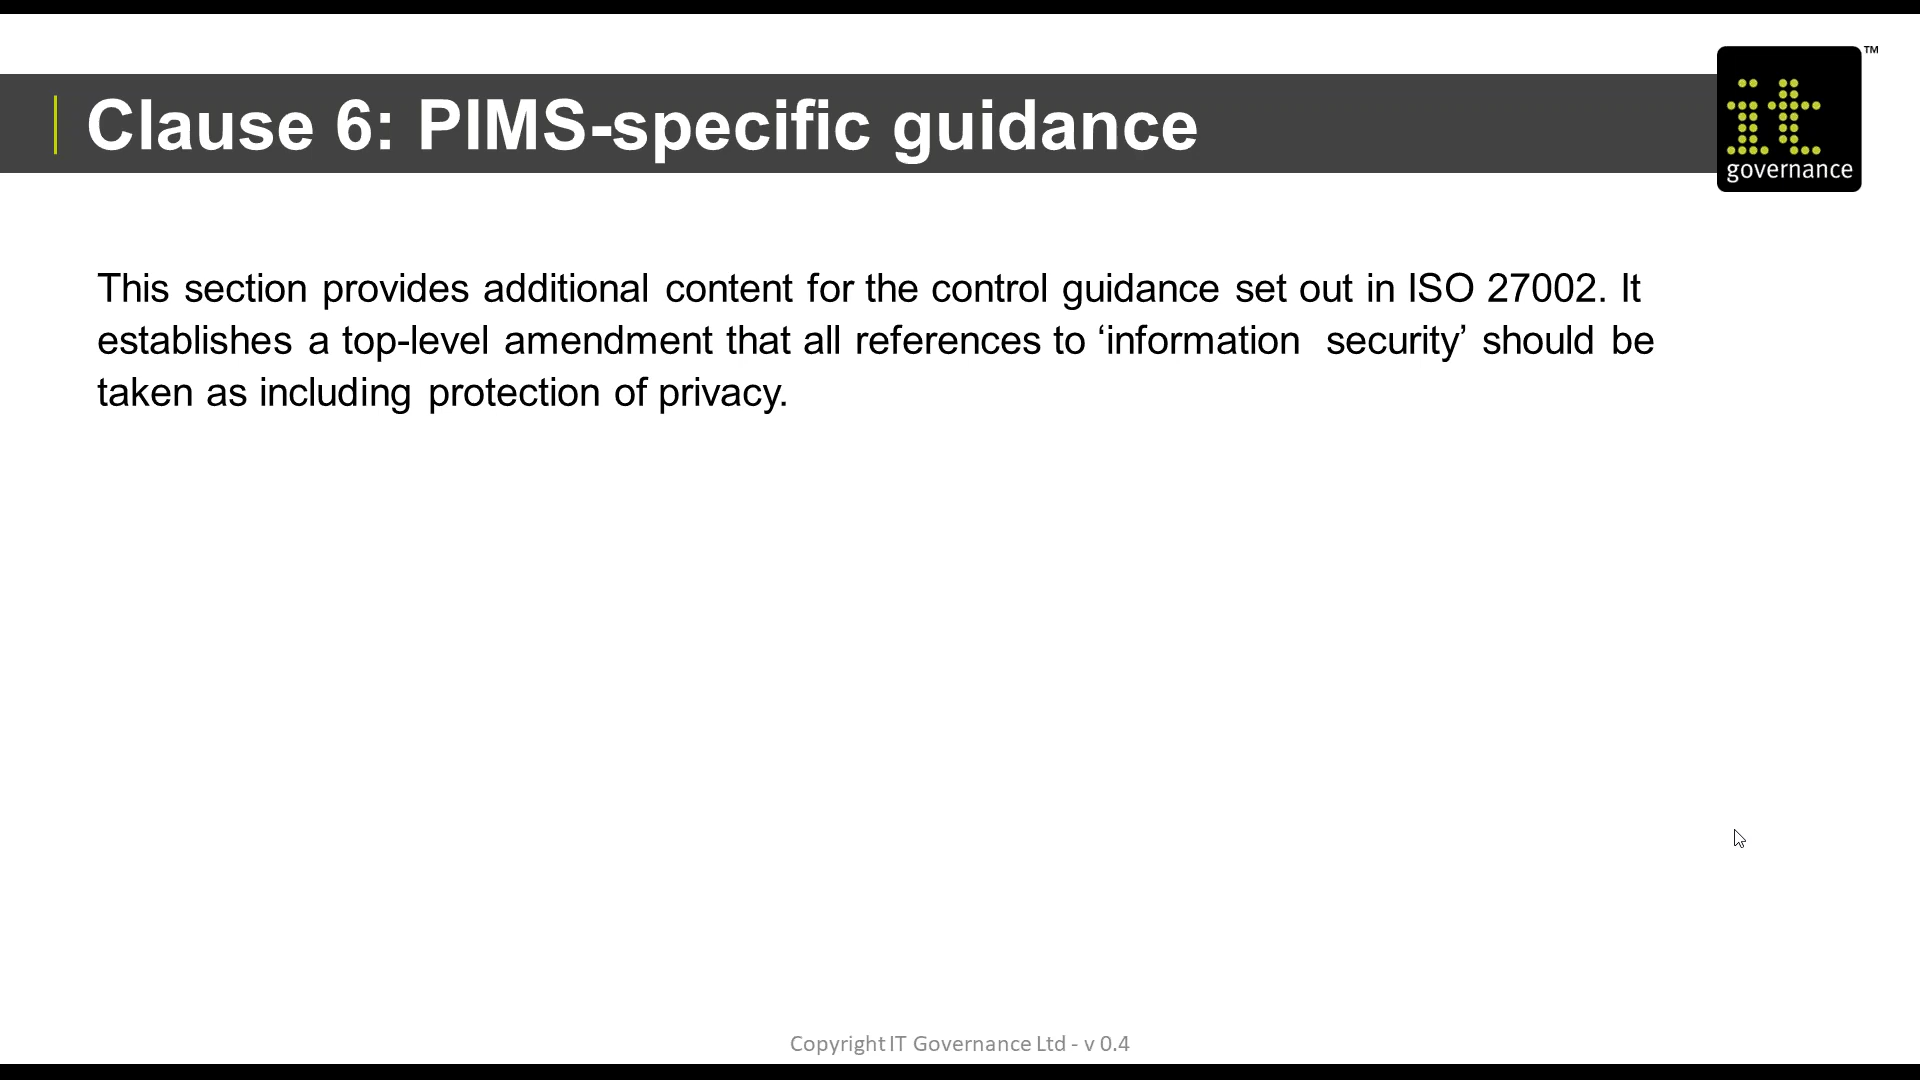 TM
Clause 6: PIMS-specific guidance
it
governance
This section provides additional content for the control guidance set out in ISO 27002. It
establishes a top-level amendment that all references to ‘information security’ should be
taken as including protection of privacy.
Copyright IT Governance Ltd - v 0.4